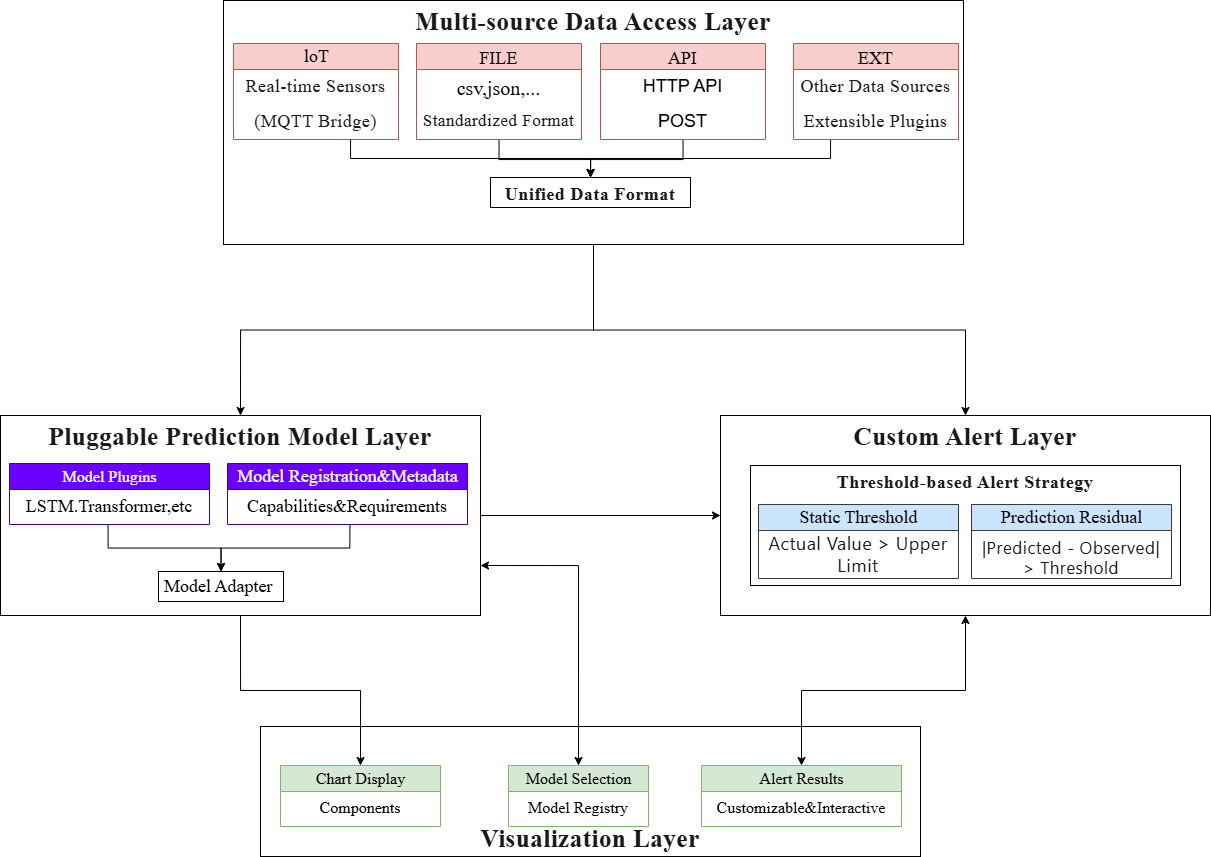 Multi-source Data Access Layer
loT
Real-time Sensors
(MQTT Bridge)
FILE
csv,json,...
Standardized Format
API
HTTP API
POST
EXT
Other Data Sources
Extensible Plugins
Unified Data Format
Pluggable Prediction Model Layer
Model Plugins
LSTM.Transformer,etc
Model Registration&Metadata
Capabilities&Requirements
Model Adapter
Custom Alert Layer
Threshold-based Alert Strategy
Static Threshold
Actual Value > Upper
Limit
Prediction Residual
|Predicted - Observed|
> Threshold
Chart Display
Components
Model Selection
Model Registry
Alert Results
Customizable&Interactive
Visualization Layer